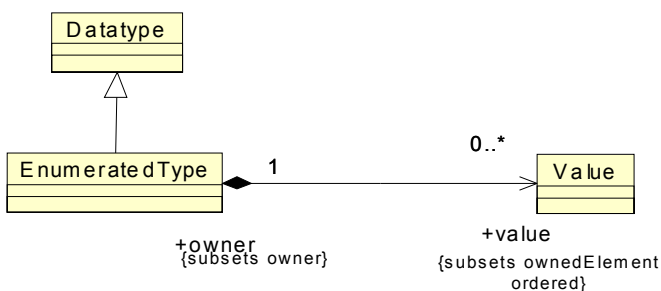 Datatype
EnumeratedType
1
0..*
Value
+owner
{subsets owner}
+value
{subsets ownedElement
ordered}